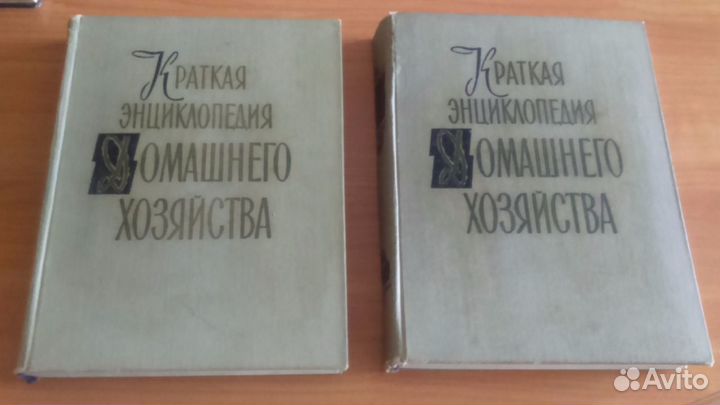 Краткая
энциклопедия
Домашнего
хозяйства
Краткая
энциклопедия
Домашнего
хозяйства
Avito